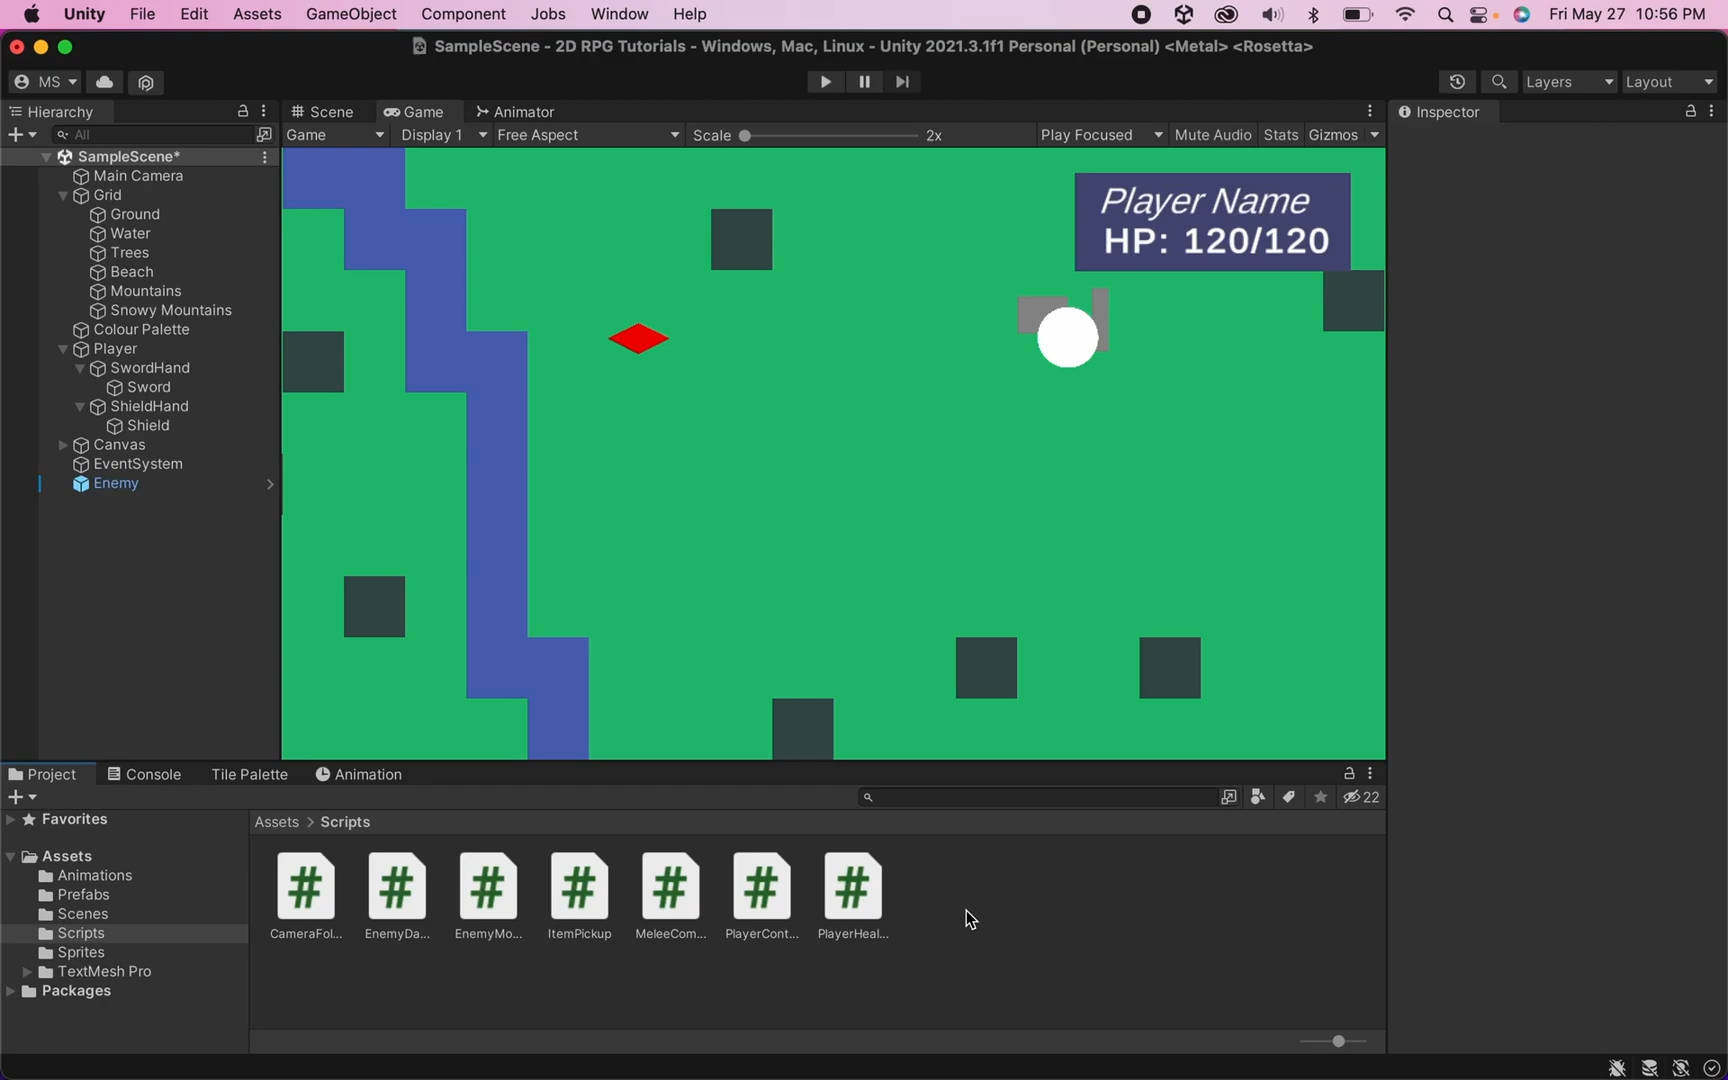 Unity File Edit Assets GameObject Component Jobs Window Help Fri May 27 10:56 PM
SampleScene - 2D RPG Tutorials - Windows, Mac, Linux - Unity 2021.3.1f1 Personal (Personal) <Metal> <Rosetta>
MS Layers Layout
Hierarchy Scene Game Animator Inspector
All Game Display 1 Free Aspect Scale 2x Play Focused Mute Audio Stats Gizmos
SampleScene*
Main Camera
Grid
Ground
Water
Trees
Beach
Mountains
Snowy Mountains
Colour Palette
Player
SwordHand
Sword
ShieldHand
Shield
Canvas
EventSystem
Enemy
Player Name
HP: 120/120
Project Console Tile Palette Animation
22
Favorites
Assets
Animations
Prefabs
Scenes
Scripts
Sprites
TextMesh Pro
Packages
Assets > Scripts
CameraFol... EnemyDa... EnemyMo... ItemPickup MeleeCom... PlayerCont... PlayerHeal...